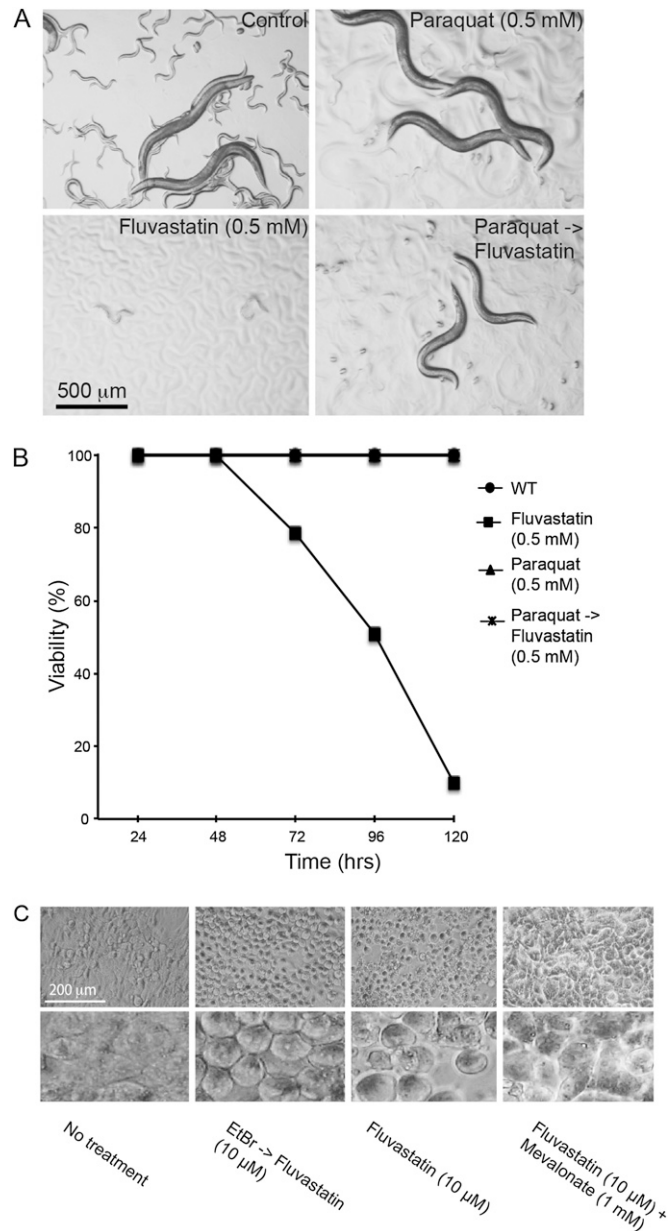 A
Control
Paraquat (0.5 mM)
Fluvastatin (0.5 mM)
Paraquat ->
Fluvastatin
500 μm
B
100
80
60
40
20
0
Viability (%)
24 48 72 96 120
Time (hrs)
WT
Fluvastatin
(0.5 mM)
Paraquat
(0.5 mM)
Paraquat ->
Fluvastatin
(0.5 mM)
C
200 μm
No treatment
EtBr -> Fluvastatin
(10 μM)
Fluvastatin (10 μM)
Fluvastatin (10 μM) +
Mevalonate (1 mM)